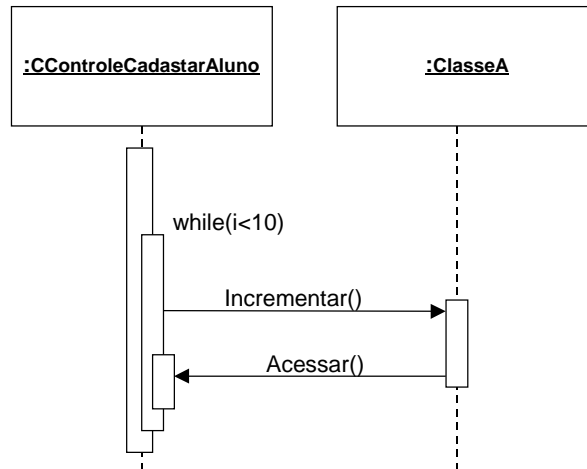 :CControleCadastarAluno
:ClasseA
while(i<10)
Incrementar()
Acessar()